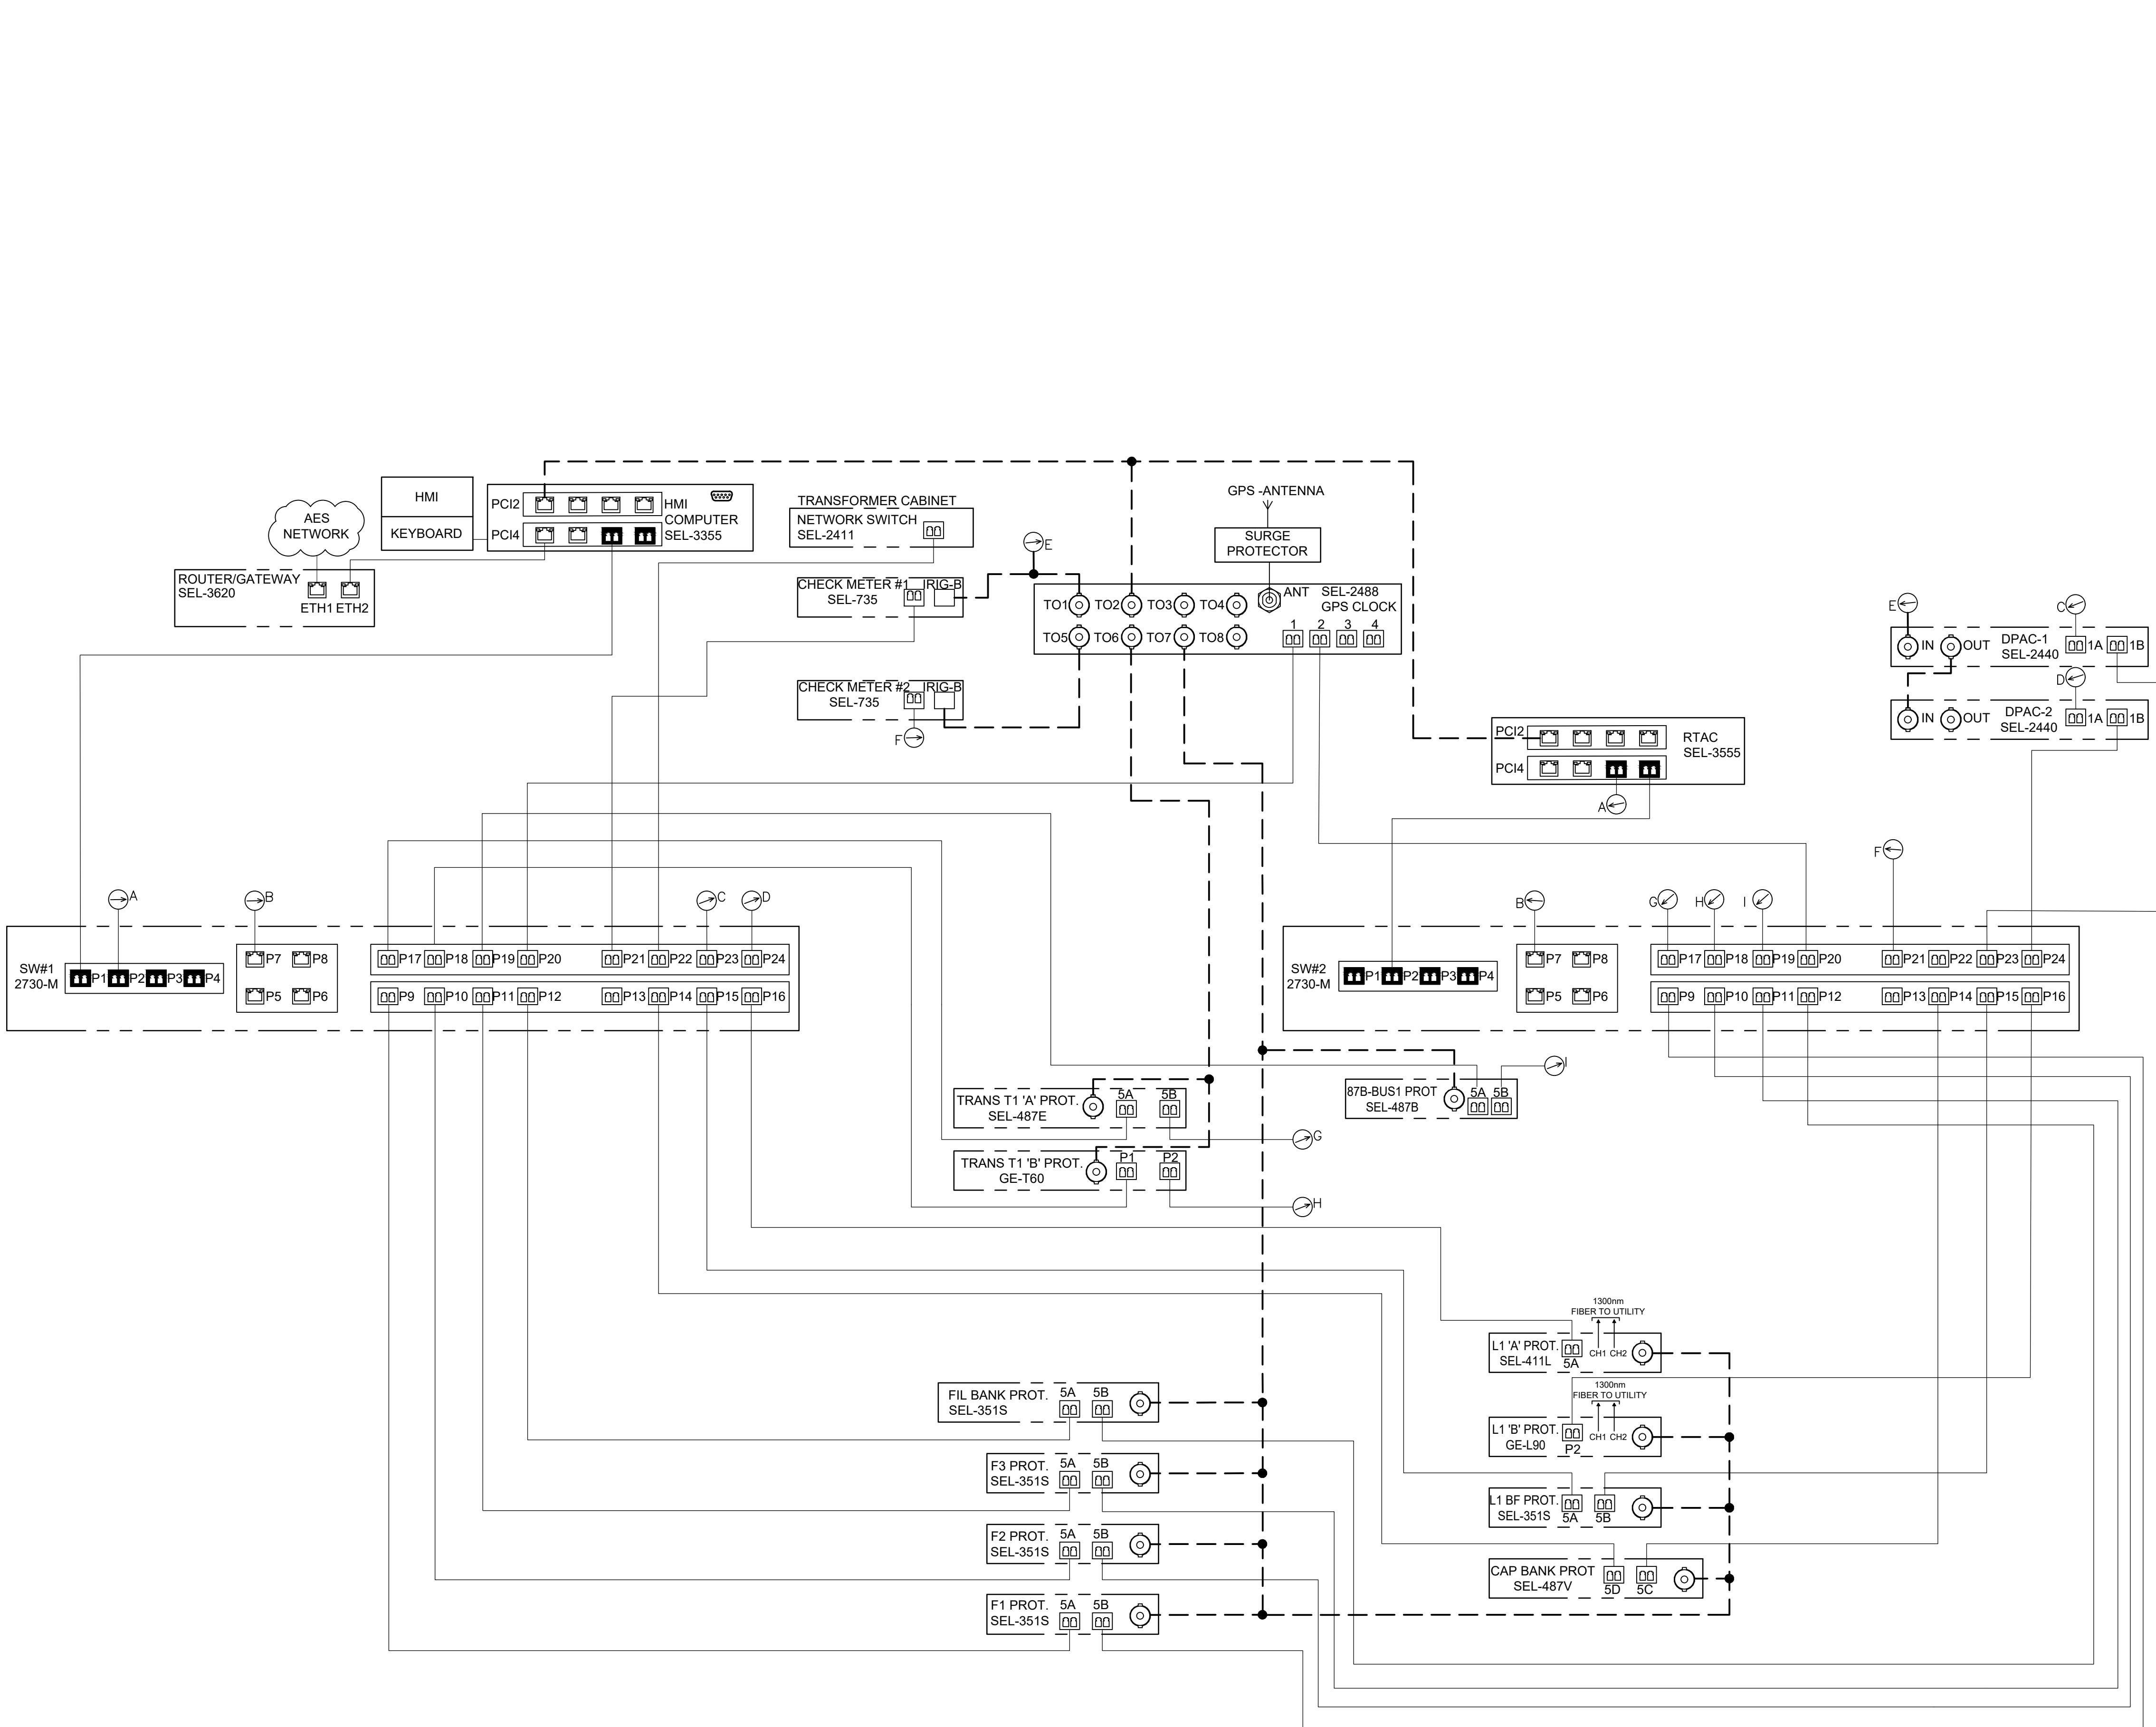 HMI
KEYBOARD
AES
NETWORK
PCI2
PCI4
HMI
COMPUTER
SEL-3355
ROUTER/GATEWAY
SEL-3620
ETH1 ETH2
TRANSFORMER CABINET
NETWORK SWITCH
SEL-2411
CHECK METER #1 IRIG-B
SEL-735
CHECK METER #2 IRIG-B
SEL-735
F
E
GPS -ANTENNA
SURGE
PROTECTOR
TO1 TO2 TO3 TO4
ANT SEL-2488
GPS CLOCK
TO5 TO6 TO7 TO8
1 2 3 4
PCI2
PCI4
RTAC
SEL-3555
A
E
C
IN OUT DPAC-1
SEL-2440
1A 1B
D
IN OUT DPAC-2
SEL-2440
1A 1B
A B C D
SW#1
2730-M
P1 P2 P3 P4
P7 P8
P5 P6
P17 P18 P19 P20 P21 P22 P23 P24
P9 P10 P11 P12 P13 P14 P15 P16
B G H I F
SW#2
2730-M
P1 P2 P3 P4
P7 P8
P5 P6
P17 P18 P19 P20 P21 P22 P23 P24
P9 P10 P11 P12 P13 P14 P15 P16
TRANS T1 'A' PROT.
SEL-487E
5A 5B
G
TRANS T1 'B' PROT.
GE-T60
P1 P2
H
87B-BUS1 PROT
SEL-487B
5A 5B
I
FIL BANK PROT.
SEL-351S
5A 5B
F3 PROT.
SEL-351S
5A 5B
F2 PROT.
SEL-351S
5A 5B
F1 PROT.
SEL-351S
5A 5B
1300nm
FIBER TO UTILITY
L1 'A' PROT.
SEL-411L
5A
CH1 CH2
1300nm
FIBER TO UTILITY
L1 'B' PROT.
GE-L90
P2
CH1 CH2
L1 BF PROT.
SEL-351S
5A 5B
CAP BANK PROT
SEL-487V
5D 5C